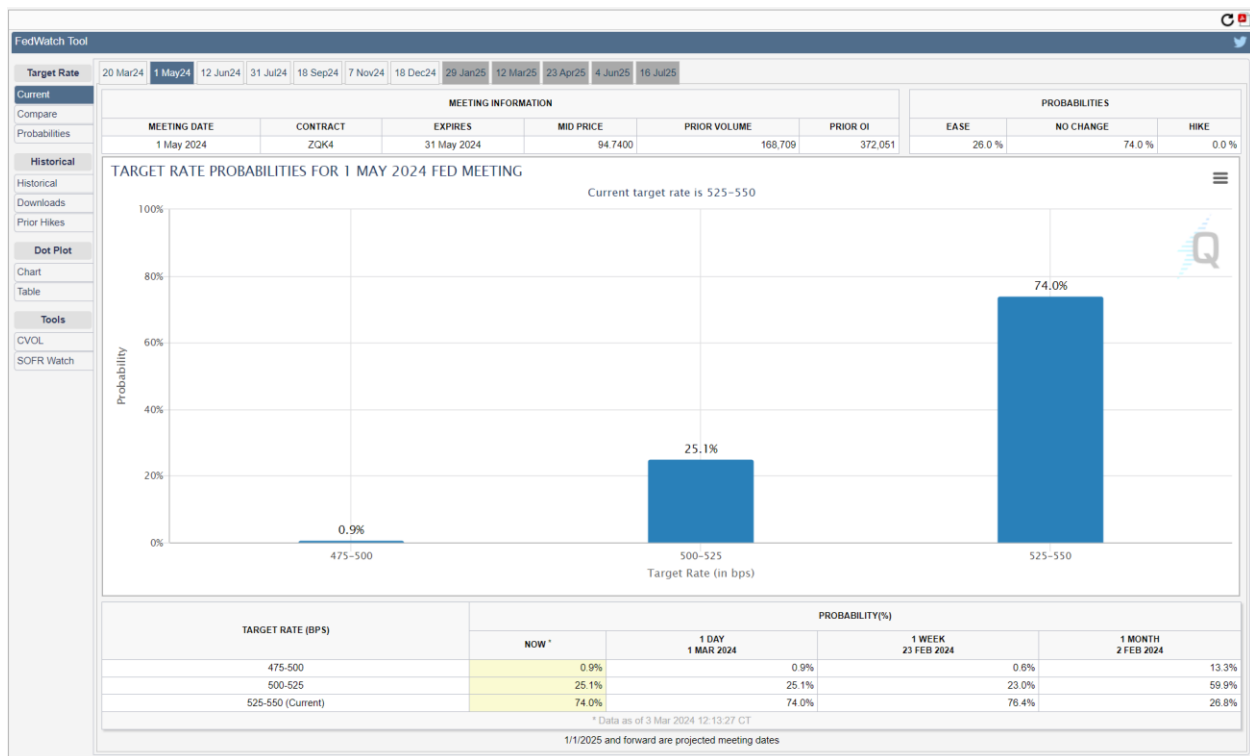 FedWatch Tool
Target Rate
Current
Compare
Probabilities
Historical
Historical
Downloads
Prior Hikes
Dot Plot
Chart
Table
Tools
CVOL
SOFR Watch
20 Mar24 1 May24 12 Jun24 31 Jul24 18 Sep24 7 Nov24 18 Dec24 29 Jan25 12 Mar25 23 Apr25 4 Jun25 16 Jul25
MEETING INFORMATION
MEETING DATE CONTRACT EXPIRES MID PRICE PRIOR VOLUME PRIOR OI
1 May 2024 ZQK4 31 May 2024 94.7400 168,709 372,051
PROBABILITIES
EASE NO CHANGE HIKE
26.0 % 74.0 % 0.0 %
TARGET RATE PROBABILITIES FOR 1 MAY 2024 FED MEETING
Current target rate is 525-550
Q
Probability
100%
80%
60%
40%
20%
0%
0.9%
25.1%
74.0%
475-500 500-525 525-550
Target Rate (in bps)
TARGET RATE (BPS) PROBABILITY(%)
NOW * 1 DAY 1 WEEK 1 MONTH
1 MAR 2024 23 FEB 2024 2 FEB 2024
475-500 0.9% 0.9% 0.6% 13.3%
500-525 25.1% 25.1% 23.0% 59.9%
525-550 (Current) 74.0% 74.0% 76.4% 26.8%
* Data as of 3 Mar 2024 12:13:27 CT
1/1/2025 and forward are projected meeting dates